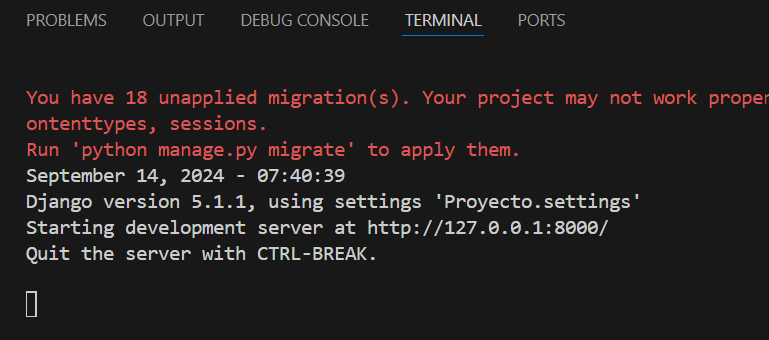 PROBLEMS OUTPUT DEBUG CONSOLE TERMINAL PORTS
You have 18 unapplied migration(s). Your project may not work proper
ontenttypes, sessions.
Run 'python manage.py migrate' to apply them.
September 14, 2024 - 07:40:39
Django version 5.1.1, using settings 'Proyecto.settings'
Starting development server at http://127.0.0.1:8000/
Quit the server with CTRL-BREAK.